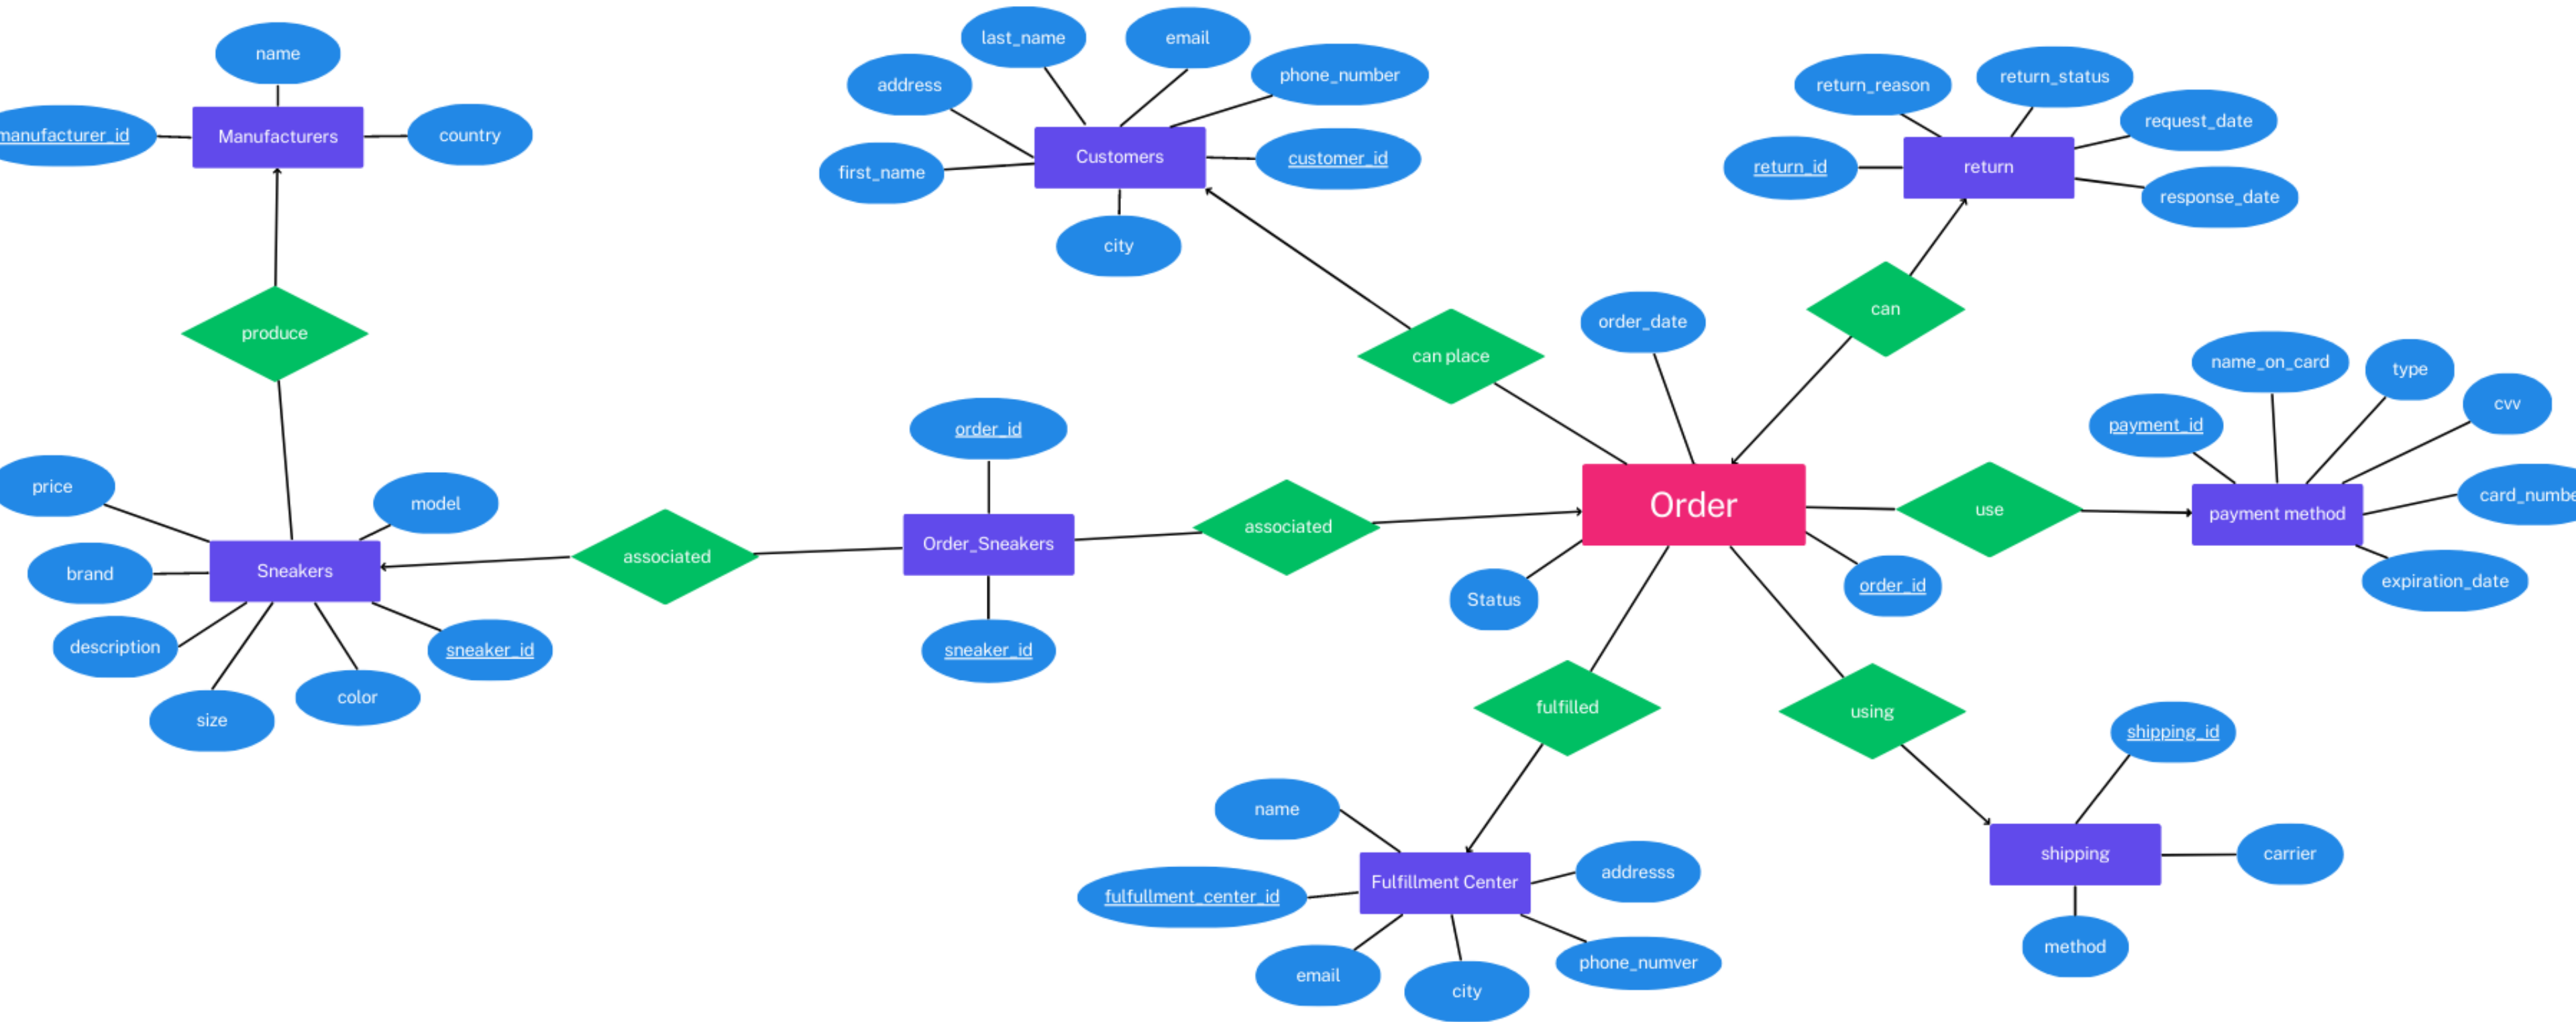 name
manufacturer_id
Manufacturers
country
produce
price
model
brand
Sneakers
description
sneaker_id
size
color
associated
order_id
Order_Sneakers
sneaker_id
associated
last_name
email
address
phone_number
first_name
Customers
customer_id
city
can place
order_date
Order
Status
order_id
return_reason
return_status
request_date
return_id
return
response_date
can
use
name_on_card
type
payment_id
cvv
payment method
card_numbe
expiration_date
fulfilled
using
name
Fulfillment Center
addresss
fulfullment_center_id
email
city
phone_numver
shipping_id
shipping
carrier
method